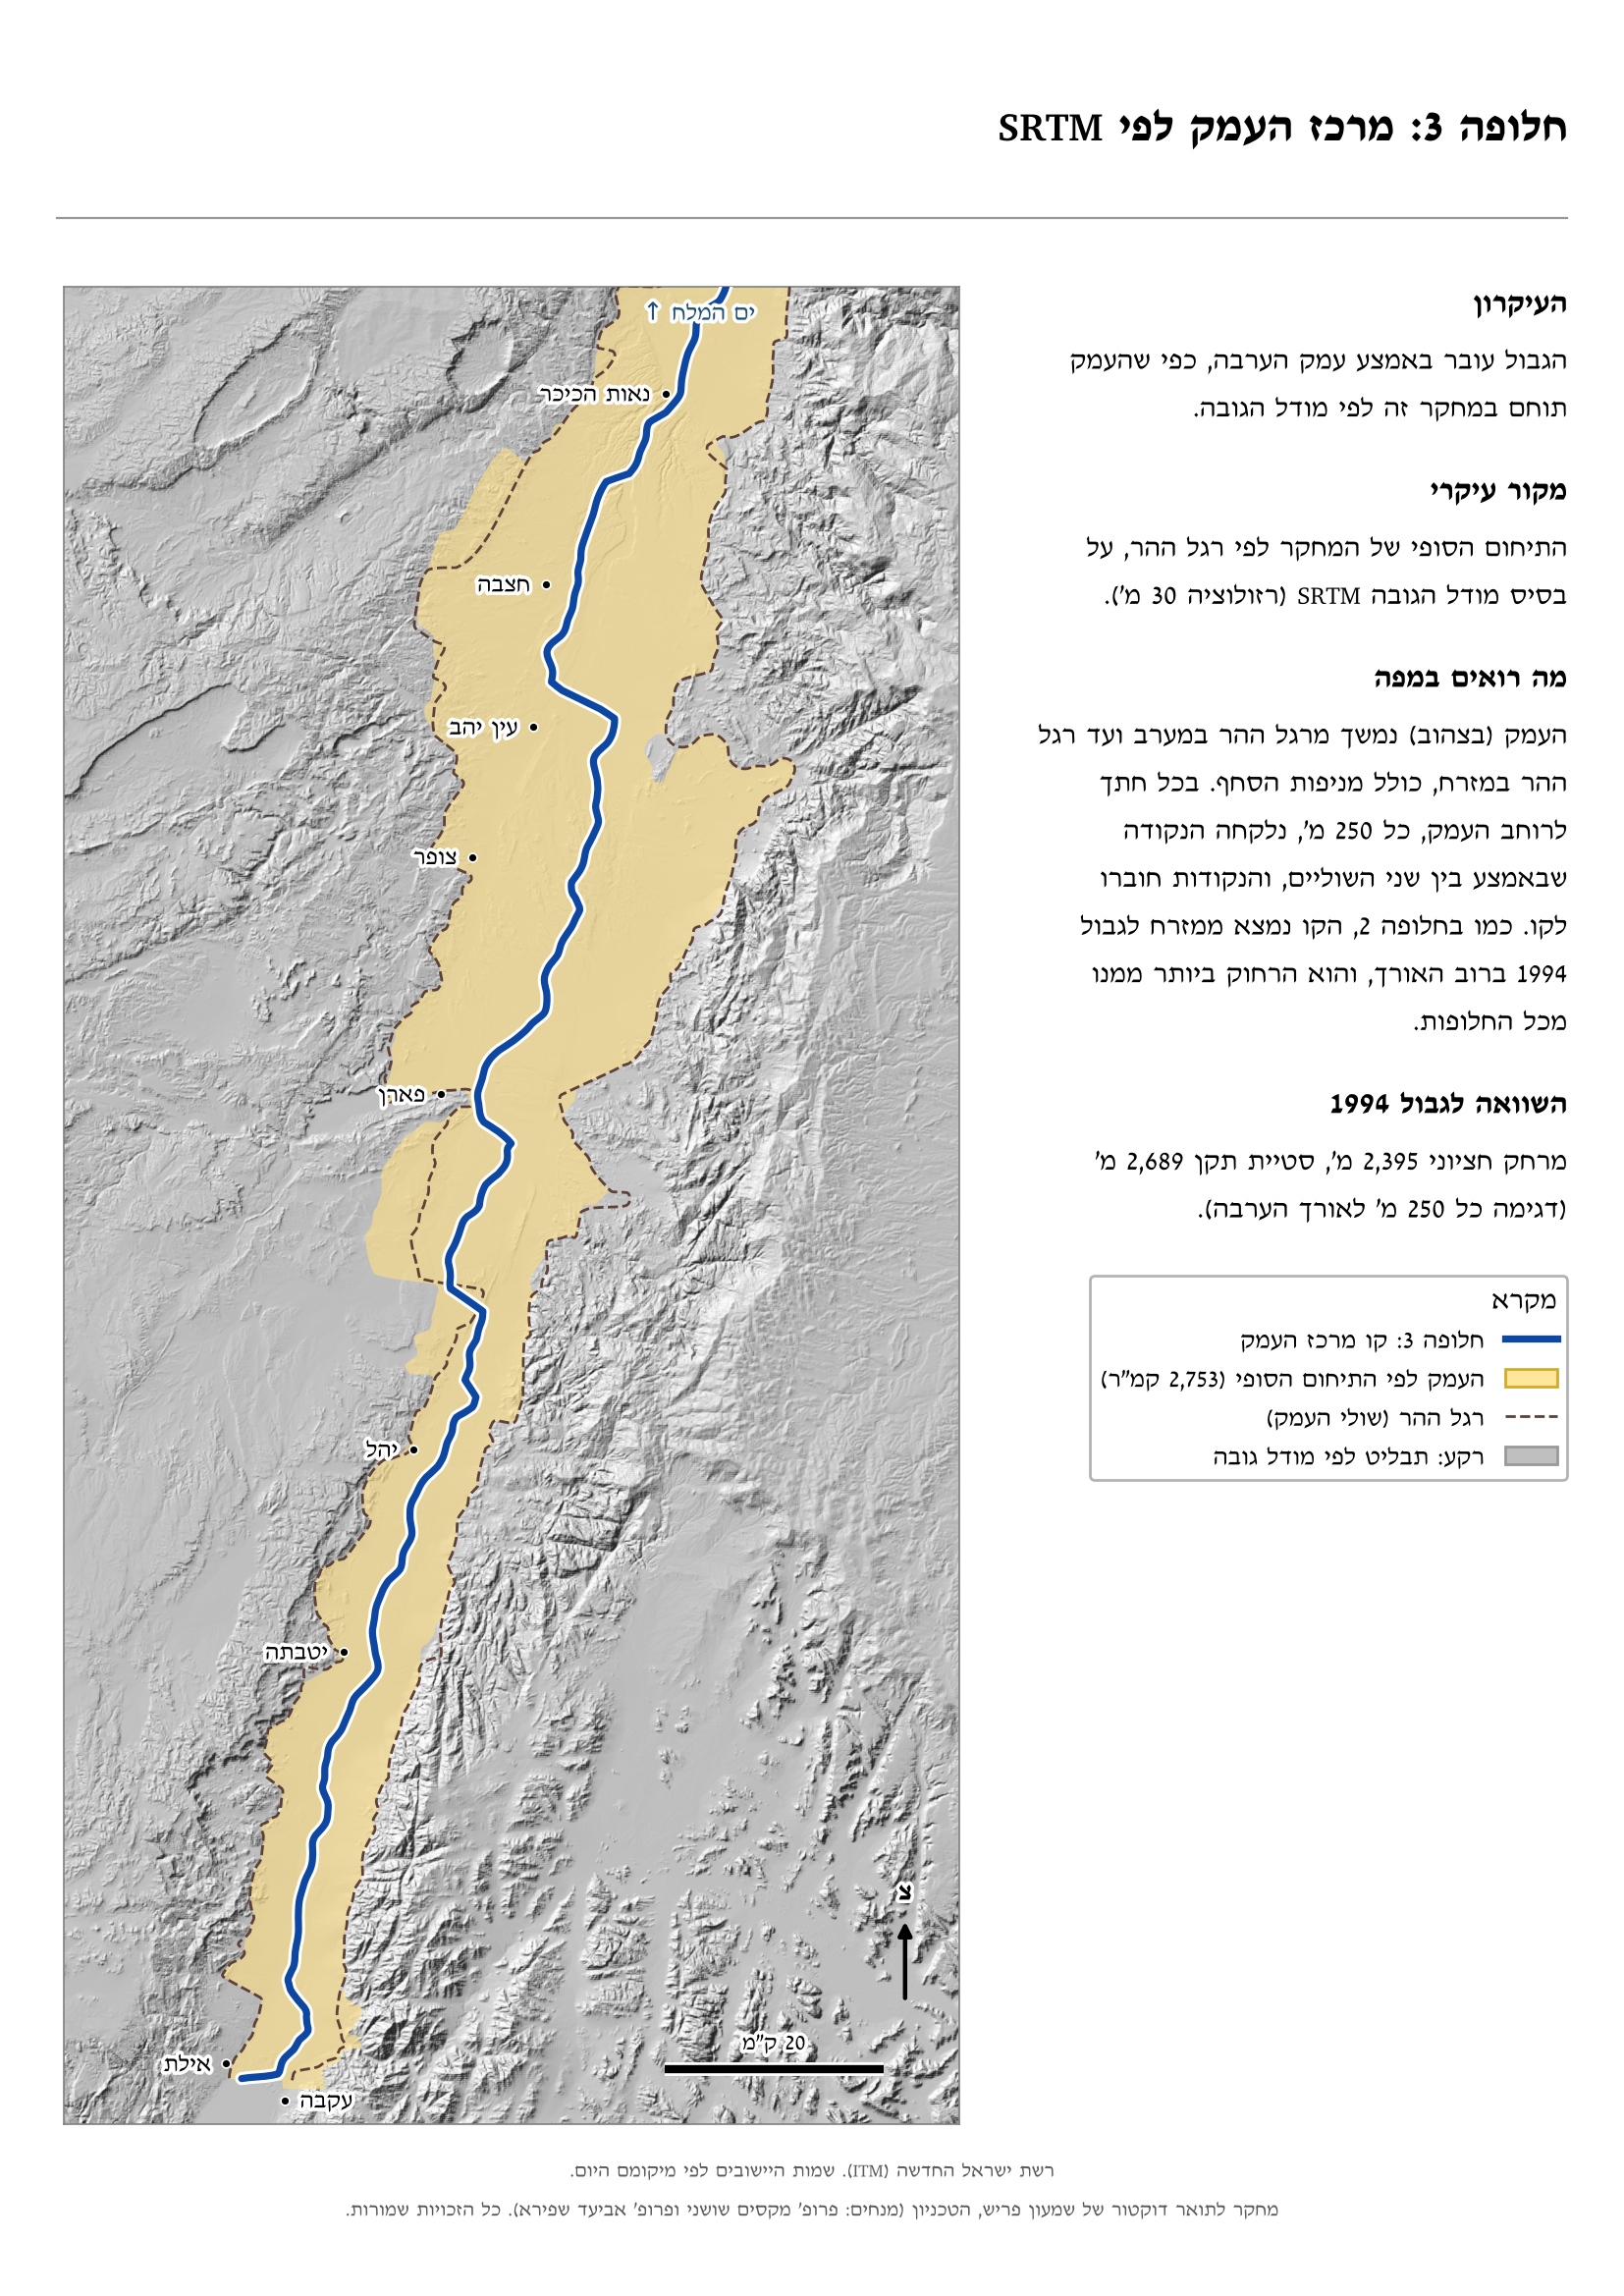 חלופה 3: מרכז העמק לפי SRTM
העיקרון
הגבול עובר באמצע עמק הערבה, כפי שהעמק
תוחם במחקר זה לפי מודל הגובה.
מקור עיקרי
התיחום הסופי של המחקר לפי רגל ההר, על
בסיס מודל הגובה SRTM (רזולוציה 30 מ').
מה רואים במפה
העמק (בצהוב) נמשך מרגל ההר במערב ועד רגל
ההר במזרח, כולל מניפות הסחף. בכל חתך
לרוחב העמק, כל 250 מ', נלקחה הנקודה
שבאמצע בין שני השוליים, והנקודות חוברו
לקו. כמו בחלופה 2, הקו נמצא ממזרח לגבול
1994 ברוב האורך, והוא הרחוק ביותר ממנו
מכל החלופות.
השוואה לגבול 1994
מרחק חציוני 2,395 מ', סטיית תקן 2,689 מ'
(דגימה כל 250 מ' לאורך הערבה).
מקרא
חלופה 3: קו מרכז העמק
העמק לפי התיחום הסופי (2,753 קמ"ר)
רגל ההר (שולי העמק)
רקע: תבליט לפי מודל גובה
ים המלח ↑
נאות הכיכר
חצבה
עין יהב
צופר
פארן
יהל
יטבתה
אילת
עקבה
צ
20 ק"מ
רשת ישראל החדשה (ITM). שמות היישובים לפי מיקומם היום.
מחקר לתואר דוקטור של שמעון פריש, הטכניון (מנחים: פרופ' מקסים שושני ופרופ' אביעד שפירא). כל הזכויות שמורות.